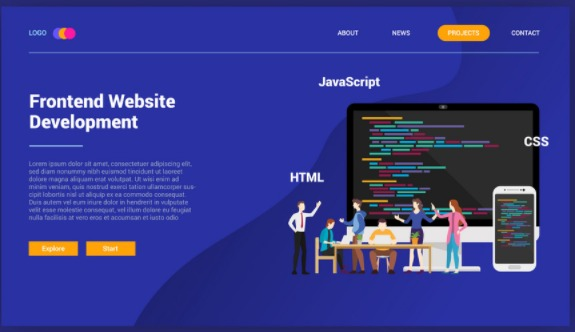 LOGO
ABOUT NEWS PROJECTS CONTACT
JavaScript
Frontend Website
Development
CSS
HTML
Lorem ipsum dolor sit amet, consectetuer adipiscing elit,
sed diam nonummy nibh euismod tincidunt ut laoreet
dolore magna aliquam erat volutpat. Ut wisi enim ad
minim veniam, quis nostrud exerci tation ullamcorper sus-
cipit lobortis nisl ut aliquip ex ea commodo consequat.
Duis autem vel eum iriure dolor in hendrerit in vulputate
velit esse molestie consequat, vel illum dolore eu feugiat
nulla facilisis at vero eros et accumsan et iusto odio
Explore Start